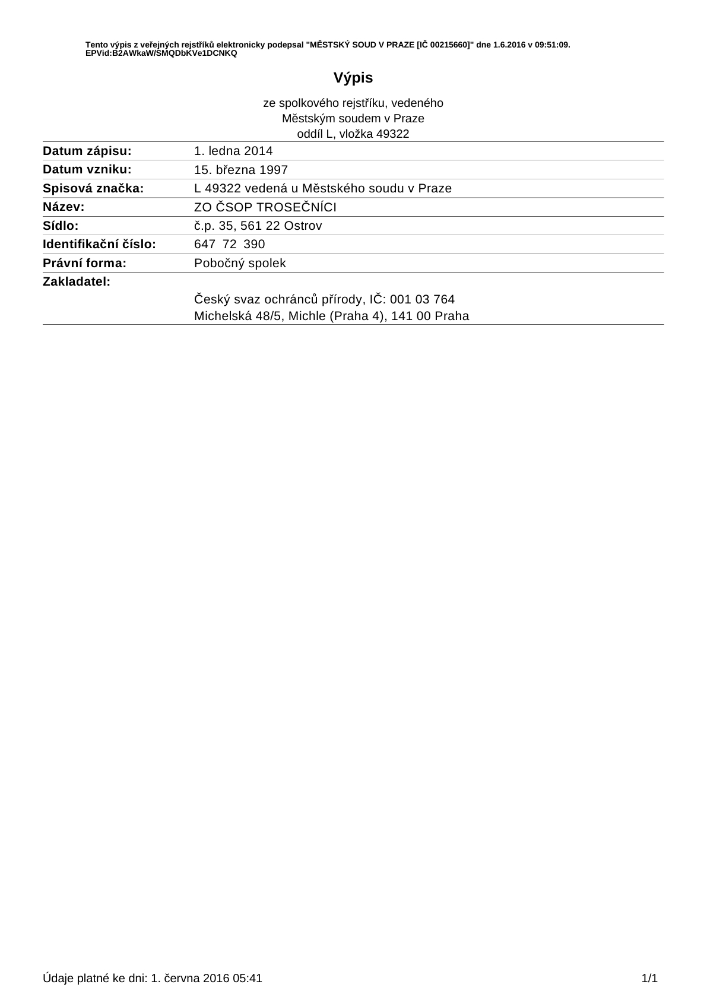 Tento výpis z veřejných rejstříků elektronicky podepsal "MĚSTSKÝ SOUD V PRAZE [IČ 00215660]" dne 1.6.2016 v 09:51:09.
EPVid:B2AWkaW/SMQDbKVe1DCNKQ
Výpis
ze spolkového rejstříku, vedeného
Městským soudem v Praze
oddíl L, vložka 49322
Datum zápisu: 1. ledna 2014
Datum vzniku: 15. března 1997
Spisová značka: L 49322 vedená u Městského soudu v Praze
Název: ZO ČSOP TROSEČNÍCI
Sídlo: č.p. 35, 561 22 Ostrov
Identifikační číslo: 647 72 390
Právní forma: Pobočný spolek
Zakladatel:
Český svaz ochránců přírody, IČ: 001 03 764
Michelská 48/5, Michle (Praha 4), 141 00 Praha
Údaje platné ke dni: 1. června 2016 05:41 1/1